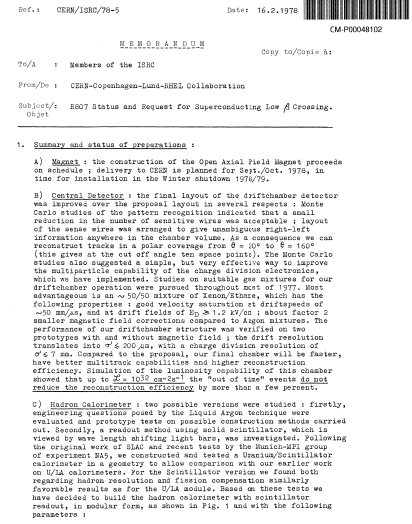 Ref.: CERN/ISRC/78-5 Date: 16.2.1978
CM-P00048102
MEMORANDUM
Copy to/Copie à:
To/A : Members of the ISRC
From/De : CERN-Copenhagen-Lund-RHEL Collaboration
Subject/: R807 Status and Request for Superconducting Low β Crossing.
Objet
1. Summary and status of preparations :
A) Magnet : the construction of the Open Axial Field Magnet proceeds
on schedule ; delivery to CERN is planned for Sept./Oct. 1978, in
time for installation in the Winter shutdown 1978/79.
B) Central Detector : the final layout of the driftchamber detector
was improved over the proposal layout in several respects : Monte
Carlo studies of the pattern recognition indicated that a small
reduction in the number of sensitive wires was acceptable ; layout
of the sense wires was arranged to give unambiguous right-left
information anywhere in the chamber volume. As a consequence we can
reconstruct tracks in a polar coverage from θ = 20° to θ = 160°
(this gives at the cut off angle ten space points). The Monte Carlo
studies also suggested a simple, but very effective way to improve
the multiparticle capability of the charge division electronics,
which we have implemented. Studies on suitable gas mixtures for our
driftchamber operation were pursued throughout most of 1977. Most
advantageous is an ~ 50/50 mixture of Xenon/Ethane, which has the
following properties : good velocity saturation at driftspeeds of
~50 mm/μs, and at drift fields of E_D ≥ 1.2 kV/cm ; about factor 2
smaller magnetic field corrections compared to Argon mixtures. The
performance of our driftchamber structure was verified on two
prototypes with and without magnetic field ; the drift resolution
translates into σ ≤ 200 μm, with a charge division resolution of
σ ≤ 7 mm. Compared to the proposal, our final chamber will be faster,
have better multitrack capabilities and higher reconstruction
efficiency. Simulation of the luminosity capability of this chamber
showed that up to ℒ = 10³² cm⁻²s⁻¹ the "out of time" events do not
reduce the reconstruction efficiency by more than a few percent.
C) Hadron Calorimeter : two possible versions were studied : firstly,
engineering questions posed by the Liquid Argon technique were
evaluated and prototype tests on possible construction methods carried
out. Secondly, a readout method using solid scintillator, which is
viewed by wave length shifting light bars, was investigated. Following
the original work of SLAC and recent tests by the Munich-MPI group
of experiment NA5, we constructed and tested a Uranium/Scintillator
calorimeter in a geometry to allow comparison with our earlier work
on U/LA calorimeters. For the Scintillator version we found both
regarding hadron resolution and fission compensation similarly
favorable results as for the U/LA module. Based on these tests we
have decided to build the hadron calorimeter with scintillator
readout, in modular form, as shown in Fig. 1 and with the following
parameters :